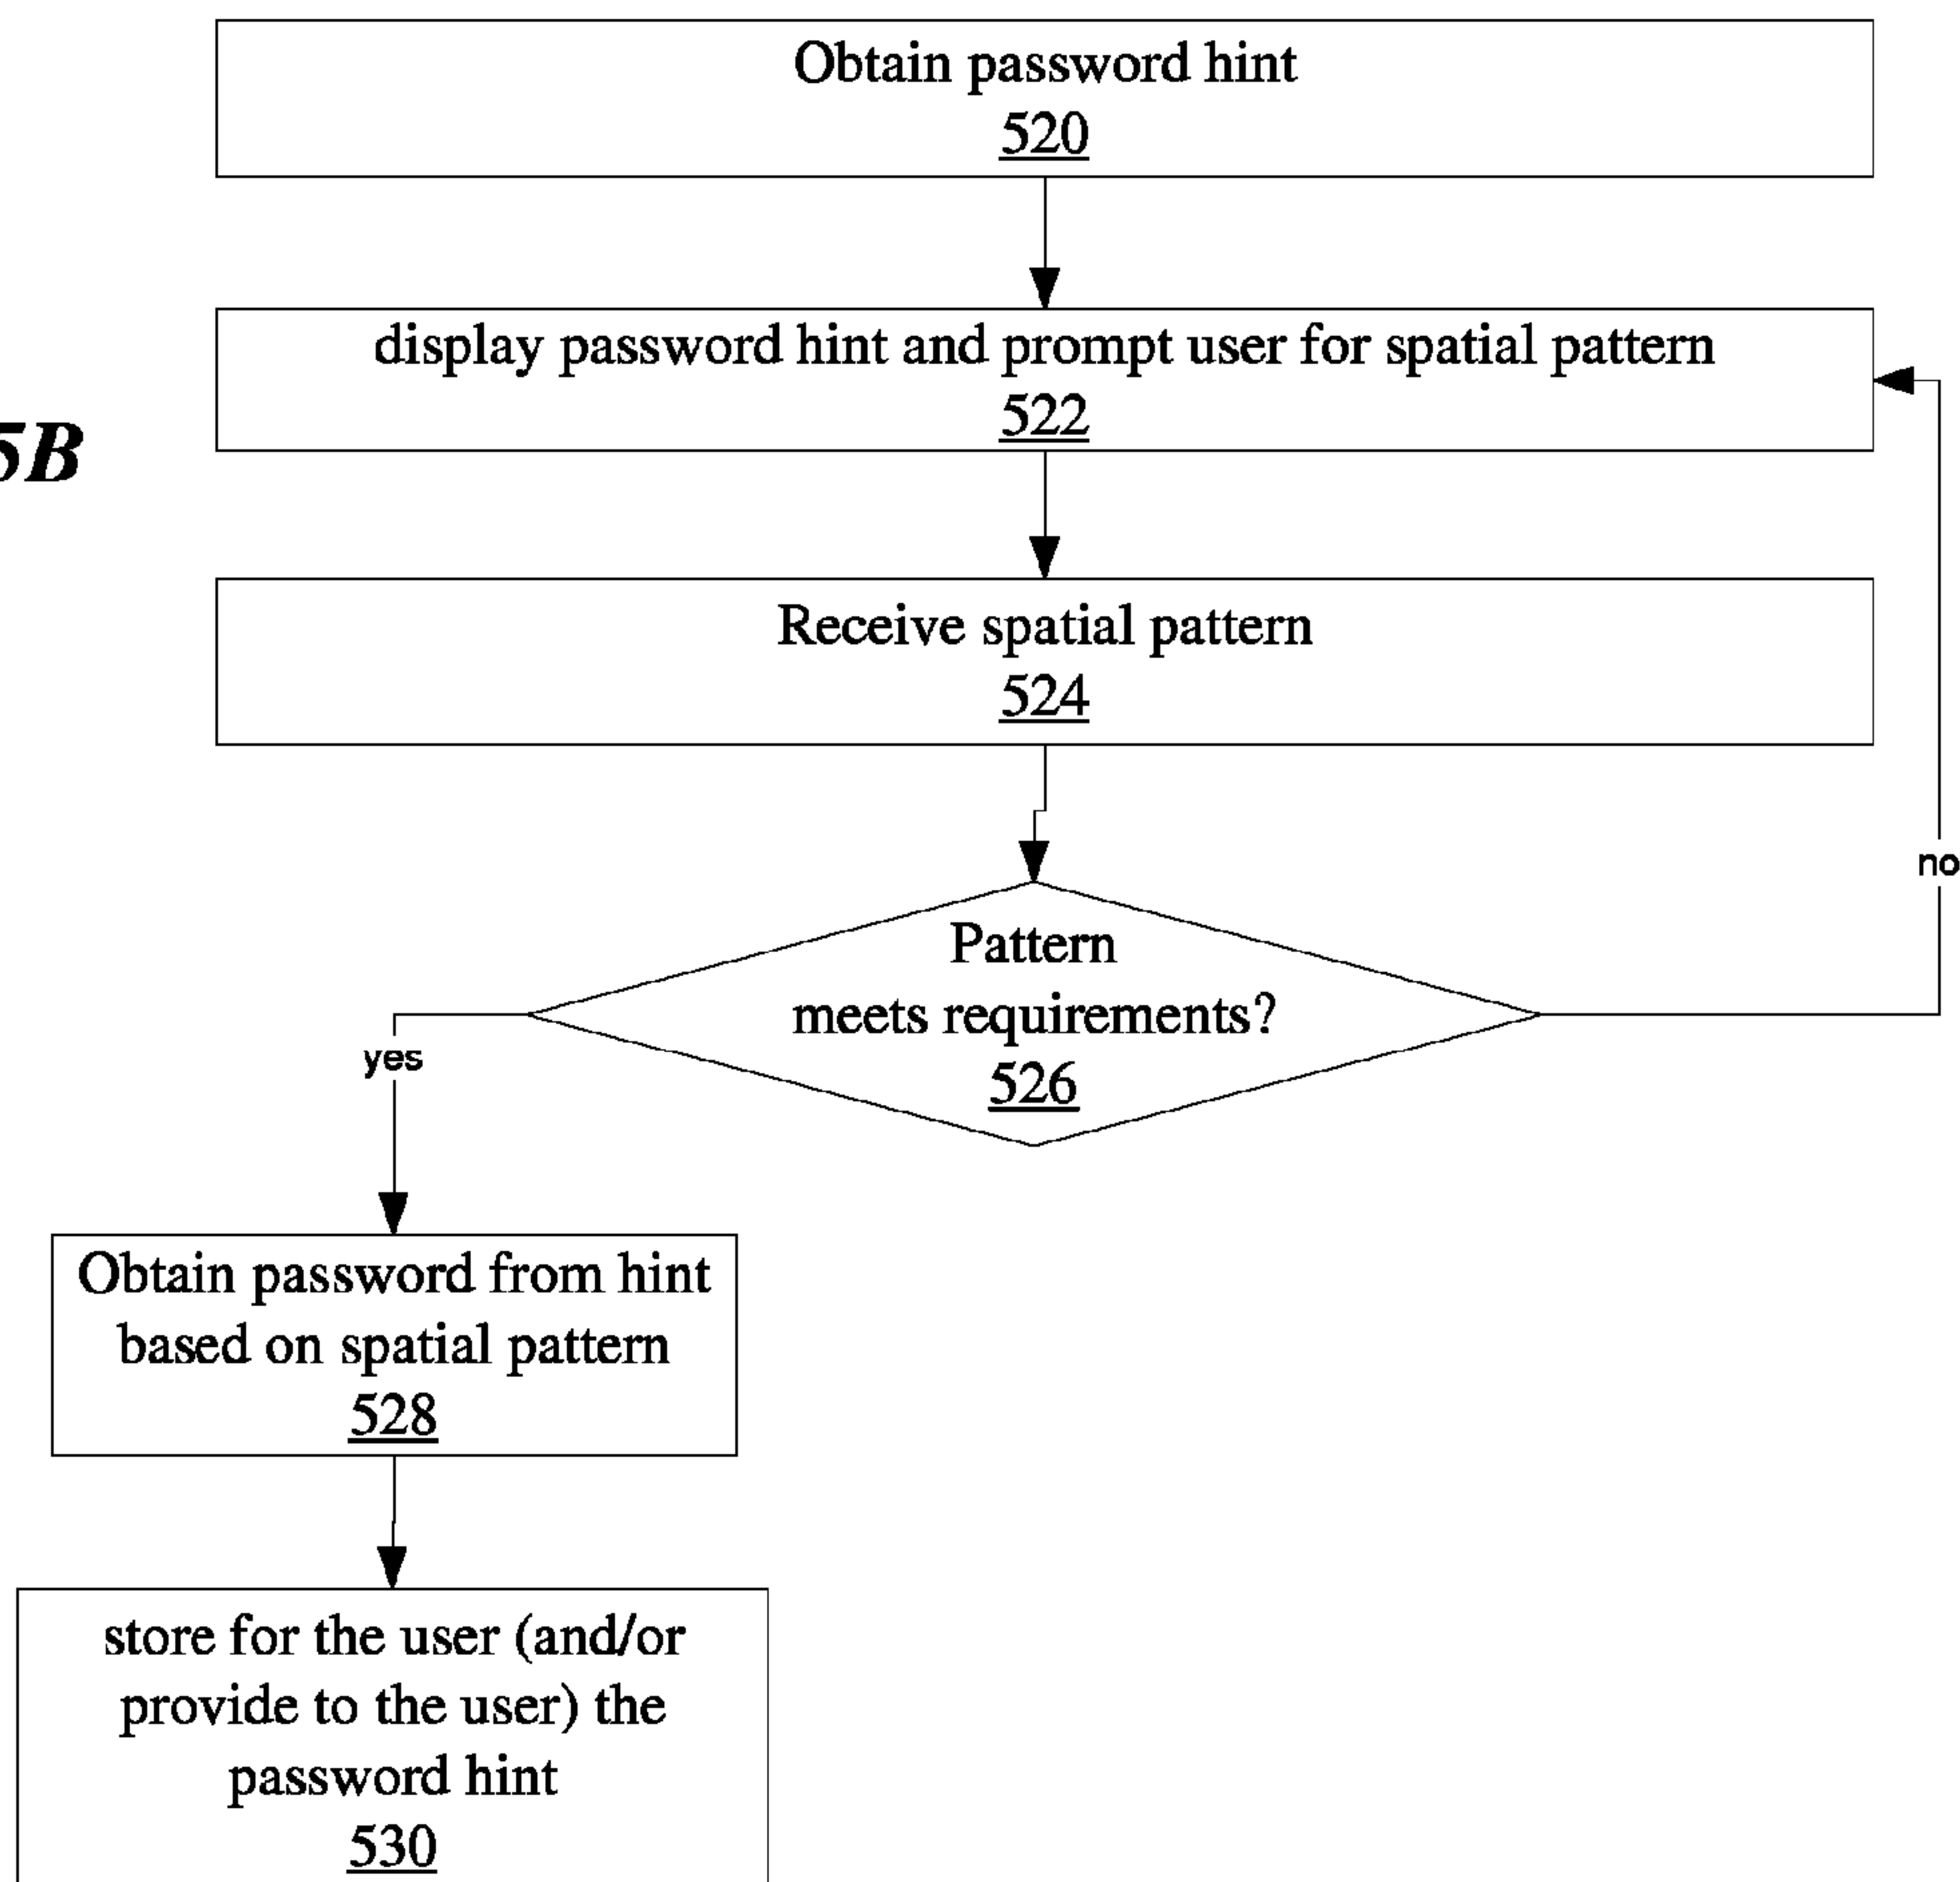 Obtain password hint
520
display password hint and prompt user for spatial pattern
522
5B
Receive spatial pattern
524
no
Pattern
meets requirements?
526
yes
Obtain password from hint
based on spatial pattern
528
store for the user (and/or
provide to the user) the
password hint
530